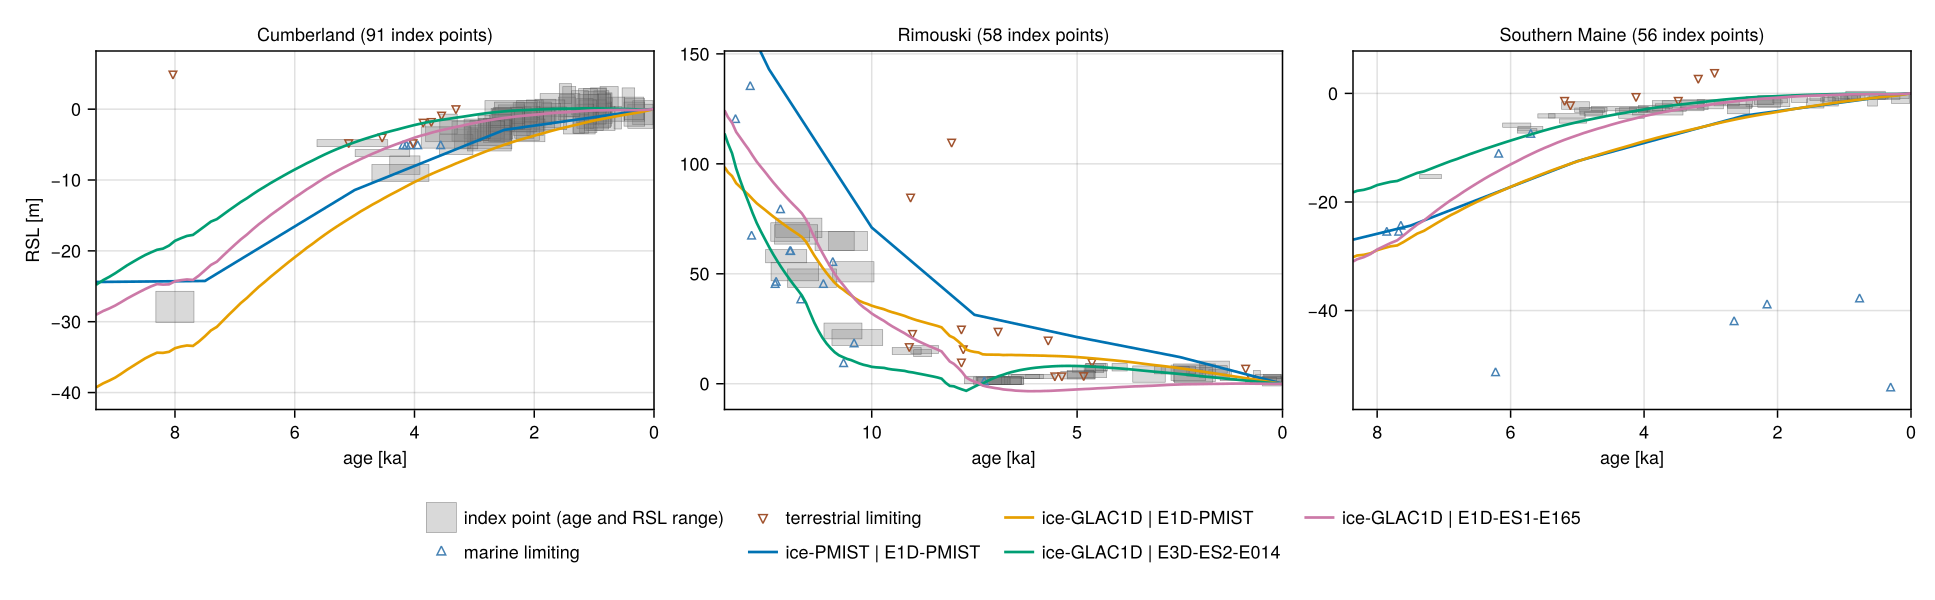 Cumberland (91 index points)
Rimouski (58 index points)
Southern Maine (56 index points)
RSL [m]
0
−10
−20
−30
−40
8 6 4 2 0
age [ka]
150
100
50
0
10 5 0
age [ka]
0
−20
−40
8 6 4 2 0
age [ka]
index point (age and RSL range)
terrestrial limiting
ice-GLAC1D | E1D-PMIST
ice-GLAC1D | E1D-ES1-E165
marine limiting
ice-PMIST | E1D-PMIST
ice-GLAC1D | E3D-ES2-E014